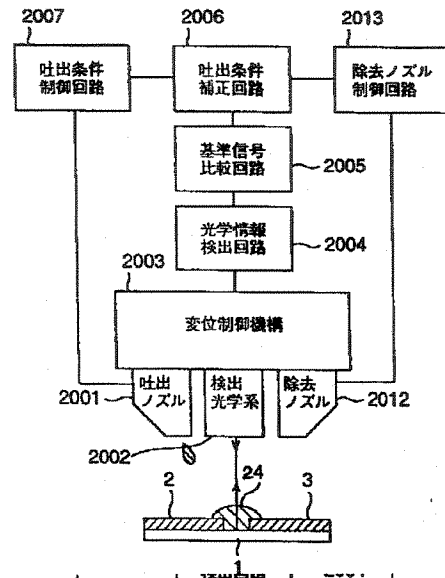 2007
2006
2013
吐出条件
制御回路
吐出条件
補正回路
除去ノズル
制御回路
基準信号
比較回路
2005
光学情報
検出回路
2004
2003
変位制御機構
吐出
ノズル
検出
光学系
除去
ノズル
2001
2012
2002
2
24
3
1